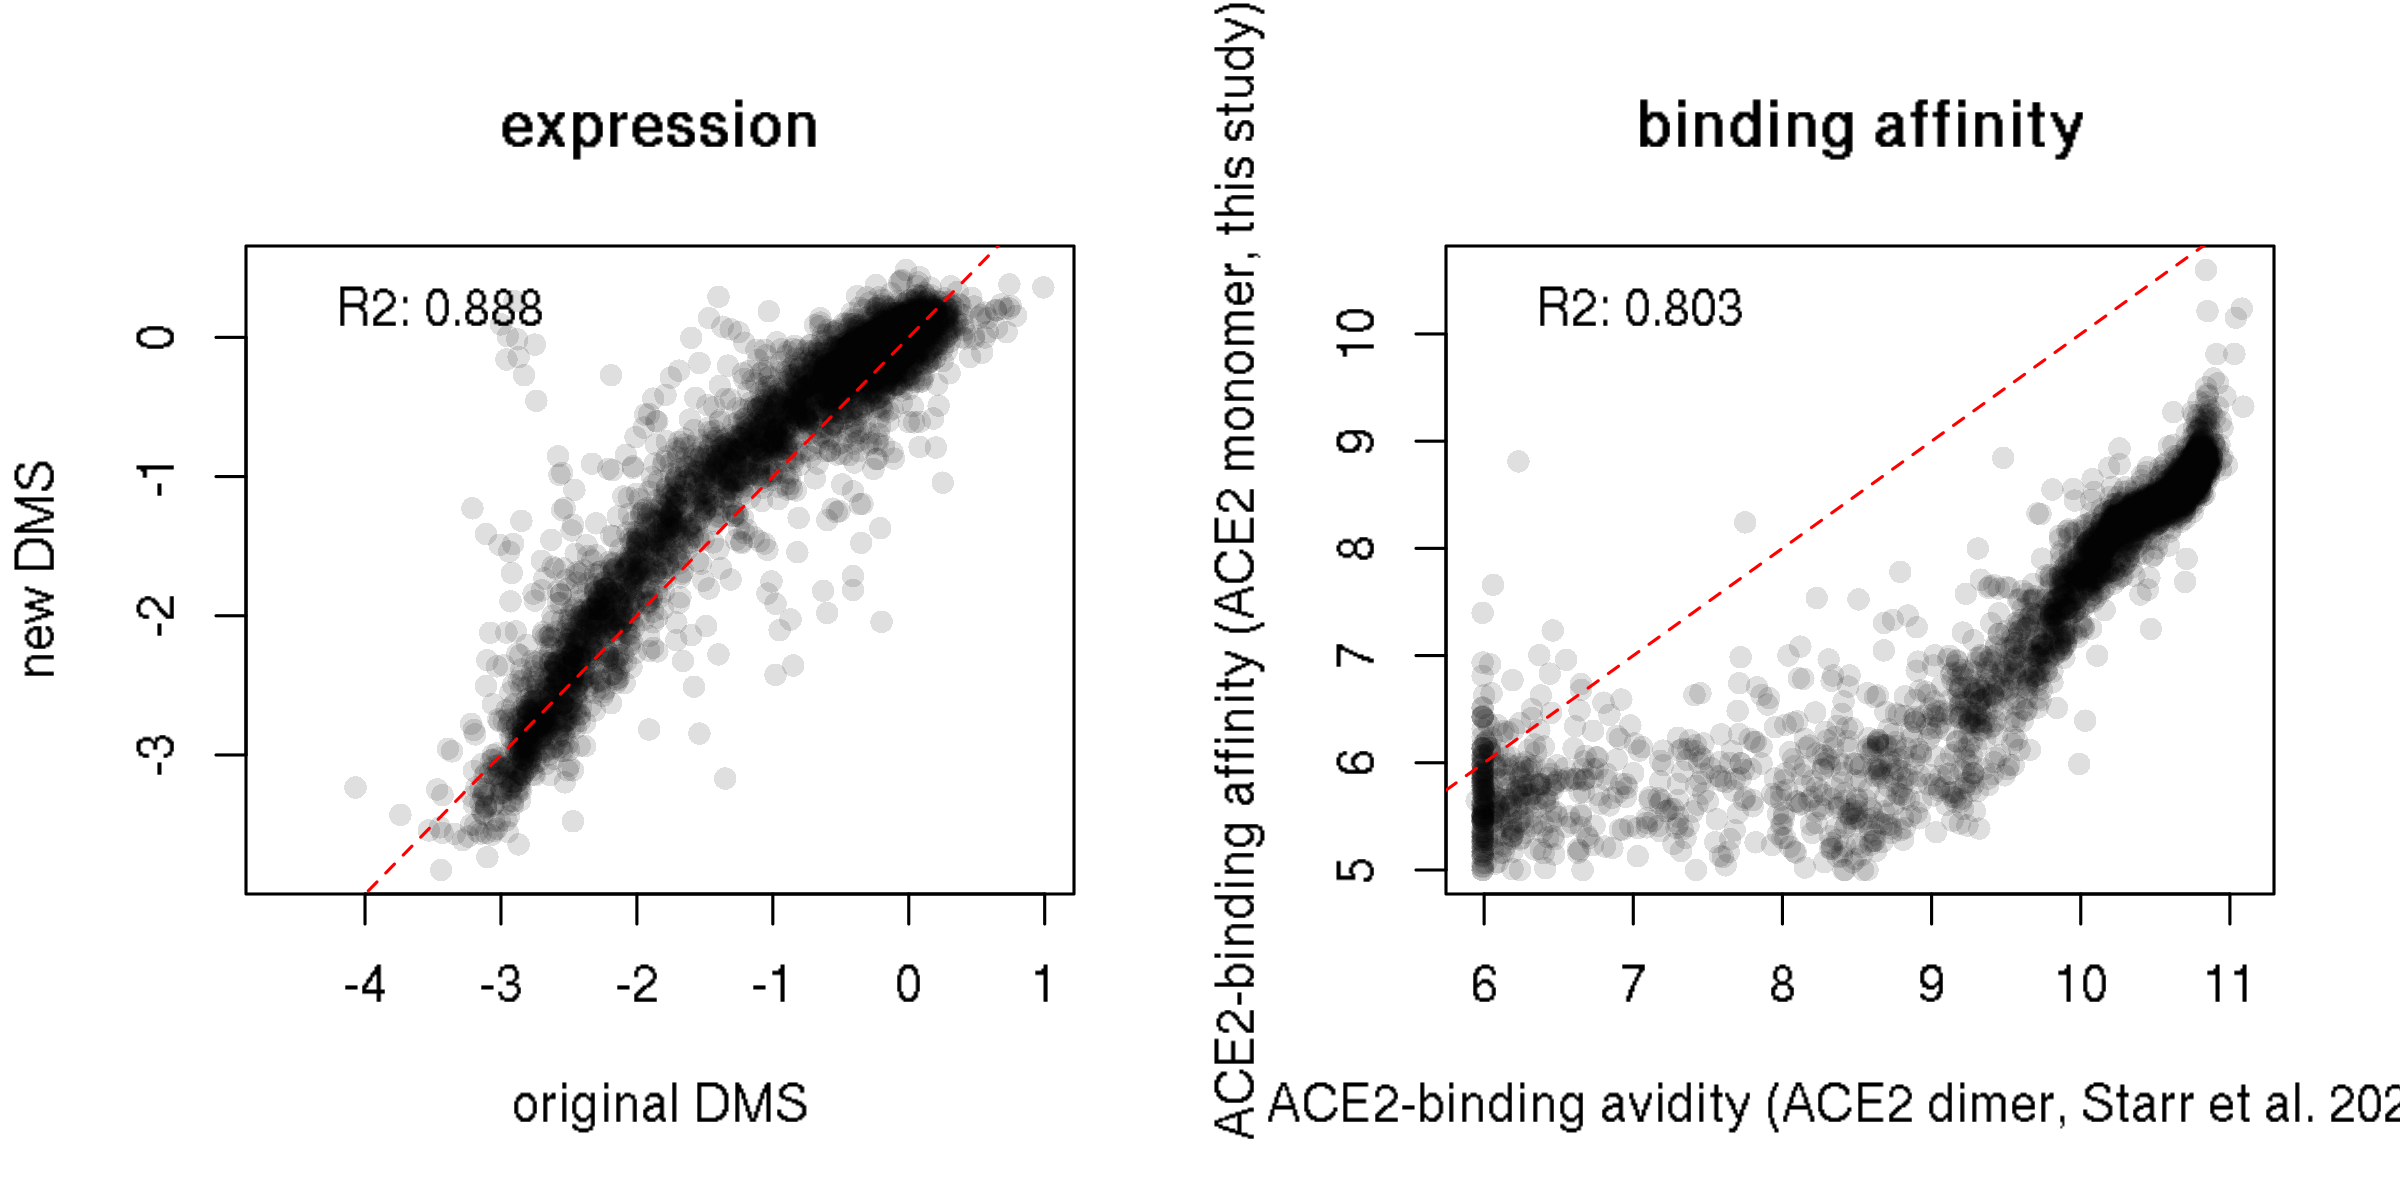 expression
R2: 0.888
new DMS
0
-1
-2
-3
-4 -3 -2 -1 0 1
original DMS
binding affinity
R2: 0.803
ACE2-binding affinity (ACE2 monomer, this study)
10
9
8
7
6
5
6 7 8 9 10 11
ACE2-binding avidity (ACE2 dimer, Starr et al. 202